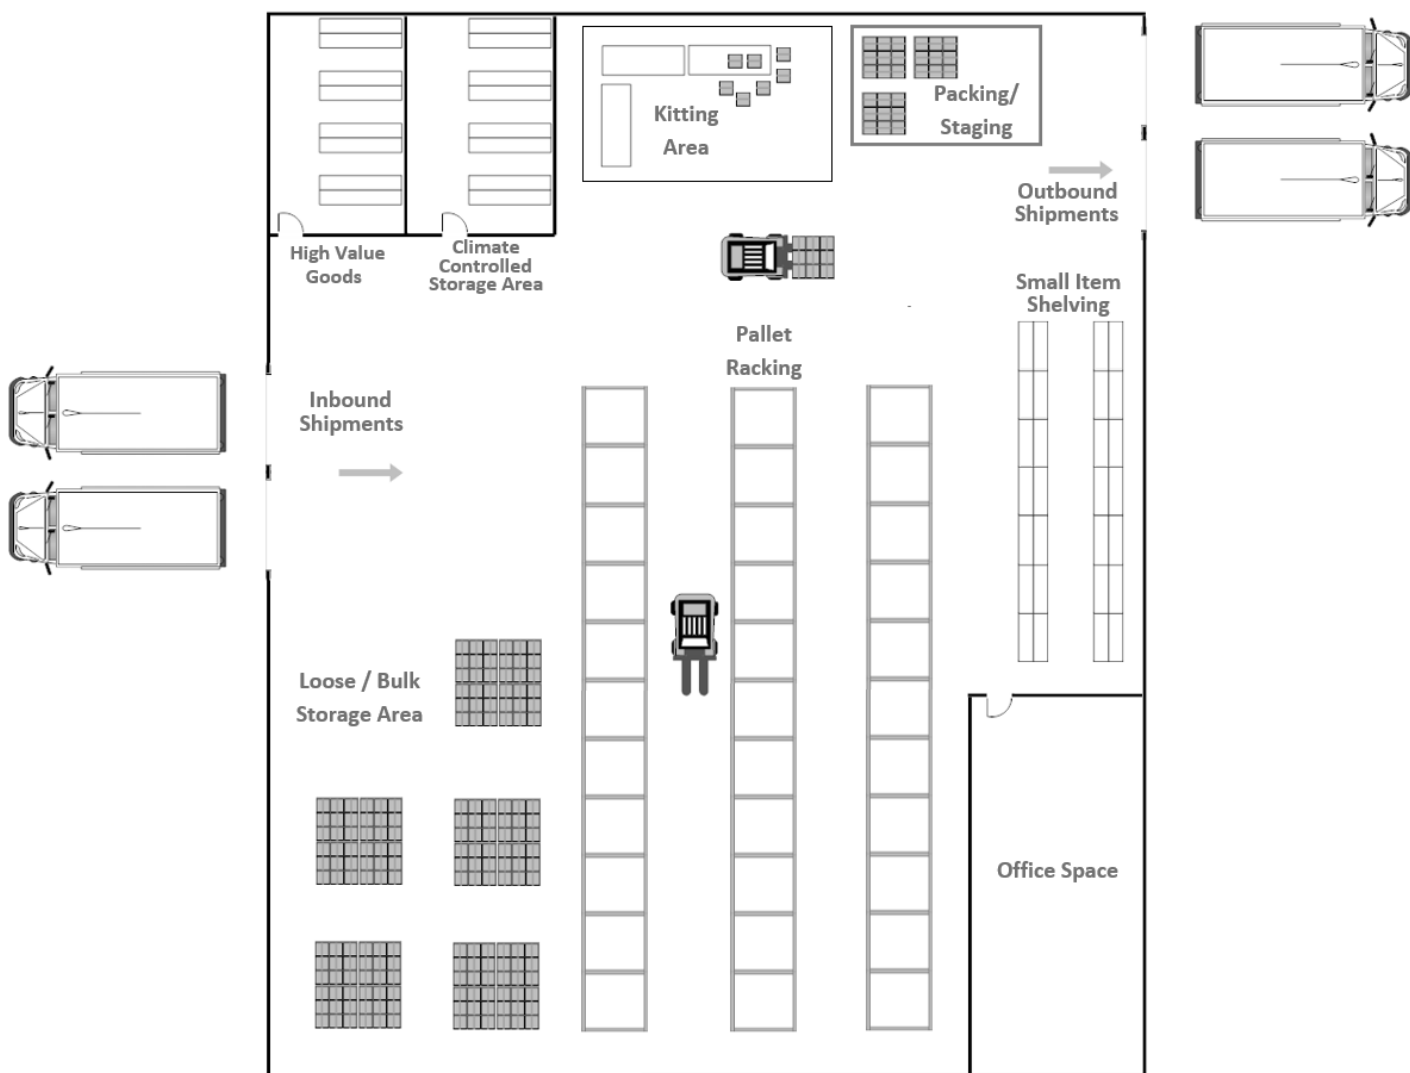 Kitting
Area
Packing/
Staging
Outbound
Shipments
High Value
Goods
Climate
Controlled
Storage Area
Small Item
Shelving
Pallet
Racking
Inbound
Shipments
Loose / Bulk
Storage Area
Office Space